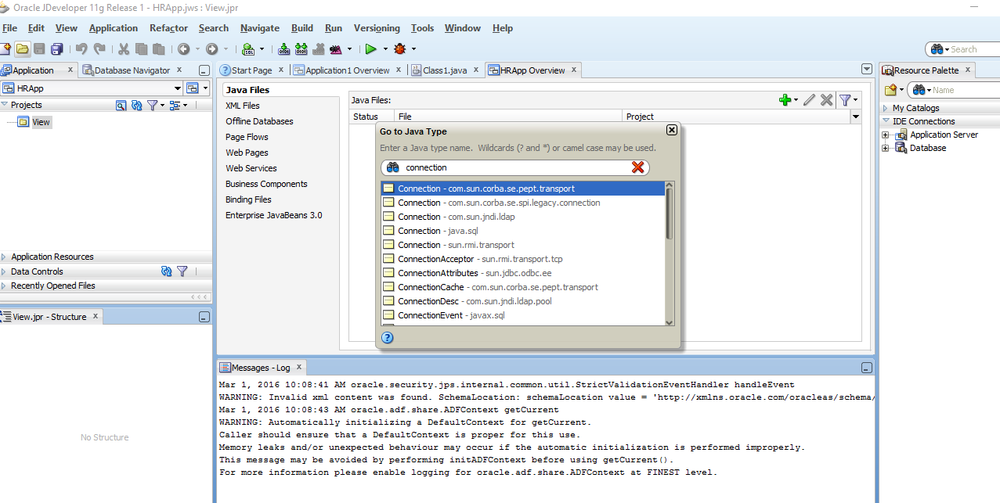 Oracle JDeveloper 11g Release 1 - HRApp.jws : View.jpr
File Edit View Application Refactor Search Navigate Build Run Versioning Tools Window Help
Search
Application
Database Navigator
Start Page
Application1 Overview
Class1.java
HRApp Overview
Resource Palette
HRApp
Projects
View
Application Resources
Data Controls
Recently Opened Files
View.jpr - Structure
No Structure
Java Files
XML Files
Offline Databases
Page Flows
Web Pages
Web Services
Business Components
Binding Files
Enterprise JavaBeans 3.0
Java Files:
Status File Project
Go to Java Type
Enter a Java type name. Wildcards (? and *) or camel case may be used.
connection
Connection - com.sun.corba.se.pept.transport
Connection - com.sun.corba.se.spi.legacy.connection
Connection - com.sun.jndi.ldap
Connection - java.sql
Connection - sun.rmi.transport
ConnectionAcceptor - sun.rmi.transport.tcp
ConnectionAttributes - sun.jdbc.odbc.ee
ConnectionCache - com.sun.corba.se.pept.transport
ConnectionDesc - com.sun.jndi.ldap.pool
ConnectionEvent - javax.sql
Name
My Catalogs
IDE Connections
Application Server
Database
Messages - Log
Mar 1, 2016 10:08:41 AM oracle.security.jps.internal.common.util.StrictValidationEventHandler handleEvent
WARNING: Invalid xml content was found. SchemaLocation: schemaLocation value = 'http://xmlns.oracle.com/oracleas/schema/
Mar 1, 2016 10:08:43 AM oracle.adf.share.ADFContext getCurrent
WARNING: Automatically initializing a DefaultContext for getCurrent.
Caller should ensure that a DefaultContext is proper for this use.
Memory leaks and/or unexpected behaviour may occur if the automatic initialization is performed improperly.
This message may be avoided by performing initADFContext before using getCurrent().
For more information please enable logging for oracle.adf.share.ADFContext at FINEST level.